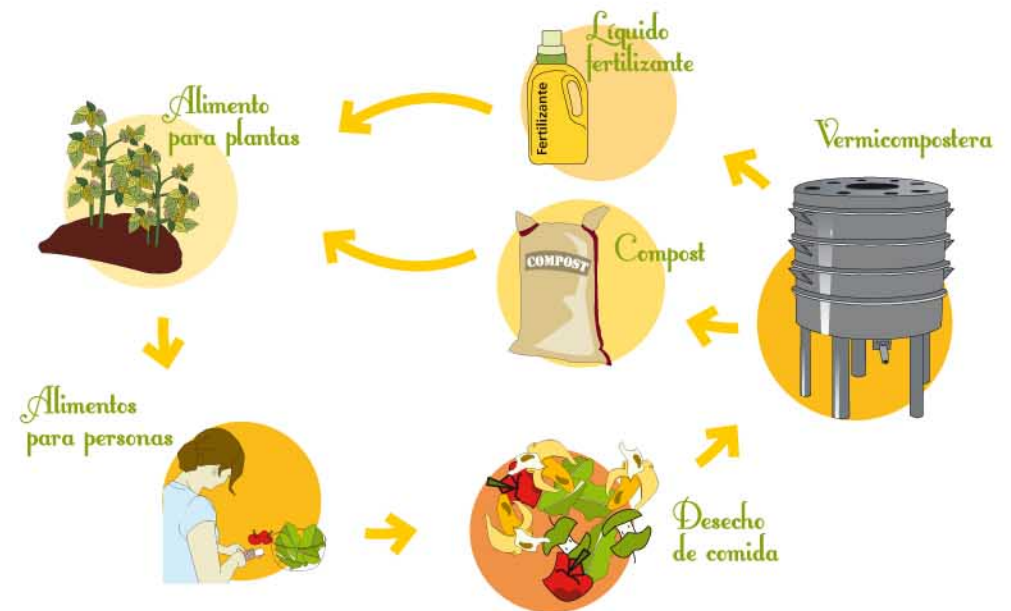 Líquido
fertilizante
Fertilizante
Alimento
para plantas
Vermicompostera
Compost
COMPOST
Alimentos
para personas
Desecho
de comida